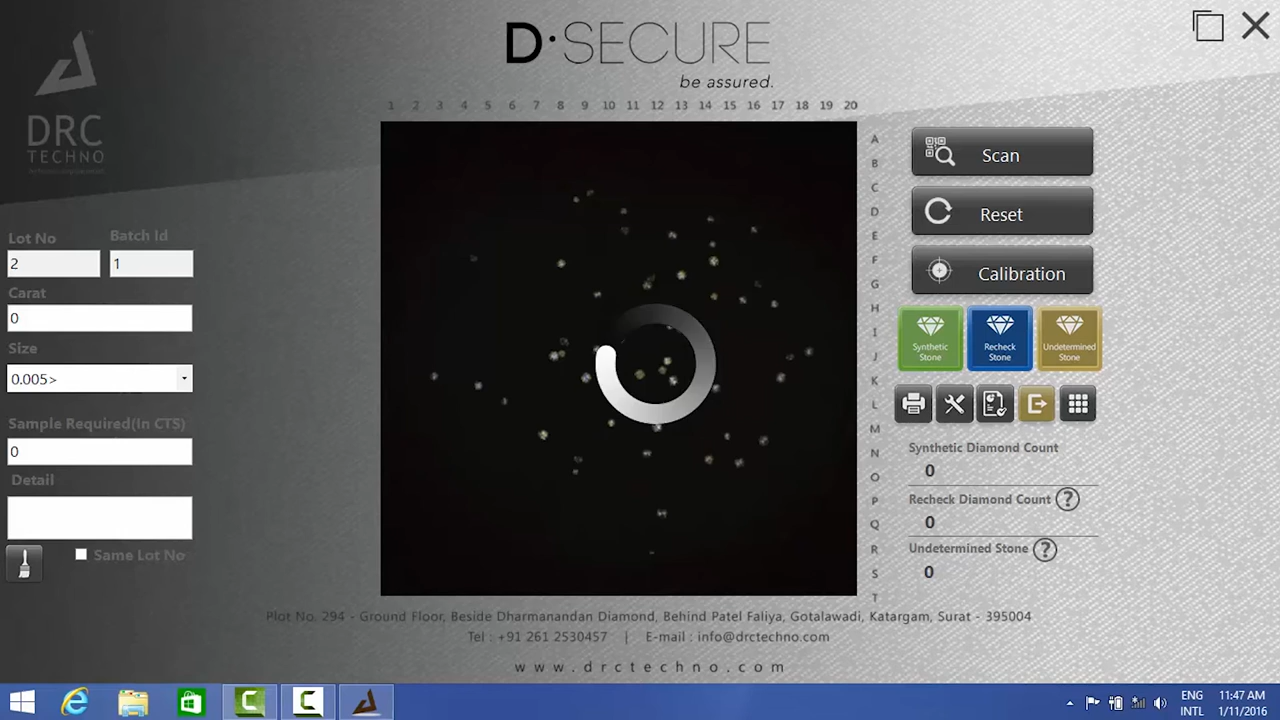 D·SECURE
be assured.
DRC
TECHNO
1 2 3 4 5 6 7 8 9 10 11 12 13 14 15 16 17 18 19 20
A
B
C
D
E
F
G
H
I
J
K
L
M
N
O
P
Q
R
S
T
Lot No Batch Id
2 1
Carat
0
Size
0.005>
Sample Required(In CTS)
0
Detail
Same Lot No
Scan
Reset
Calibration
Synthetic
Stone
Recheck
Stone
Undetermined
Stone
Synthetic Diamond Count
0
Recheck Diamond Count ?
0
Undetermined Stone ?
0
Plot No. 294 - Ground Floor, Beside Dharmanandan Diamond, Behind Patel Faliya, Gotalawadi, Katargam, Surat - 395004
Tel : +91 261 2530457 | E-mail : info@drctechno.com
www.drctechno.com
ENG 11:47 AM
INTL 1/11/2016